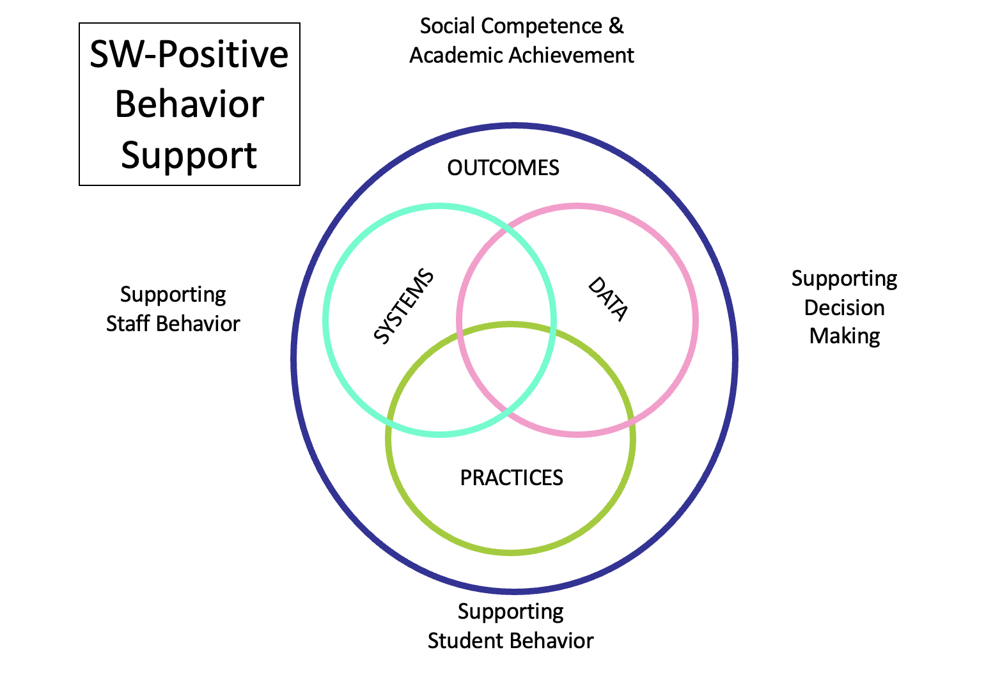 SW-Positive
Behavior
Support
Social Competence &
Academic Achievement
OUTCOMES
SYSTEMS
DATA
PRACTICES
Supporting
Staff Behavior
Supporting
Decision
Making
Supporting
Student Behavior